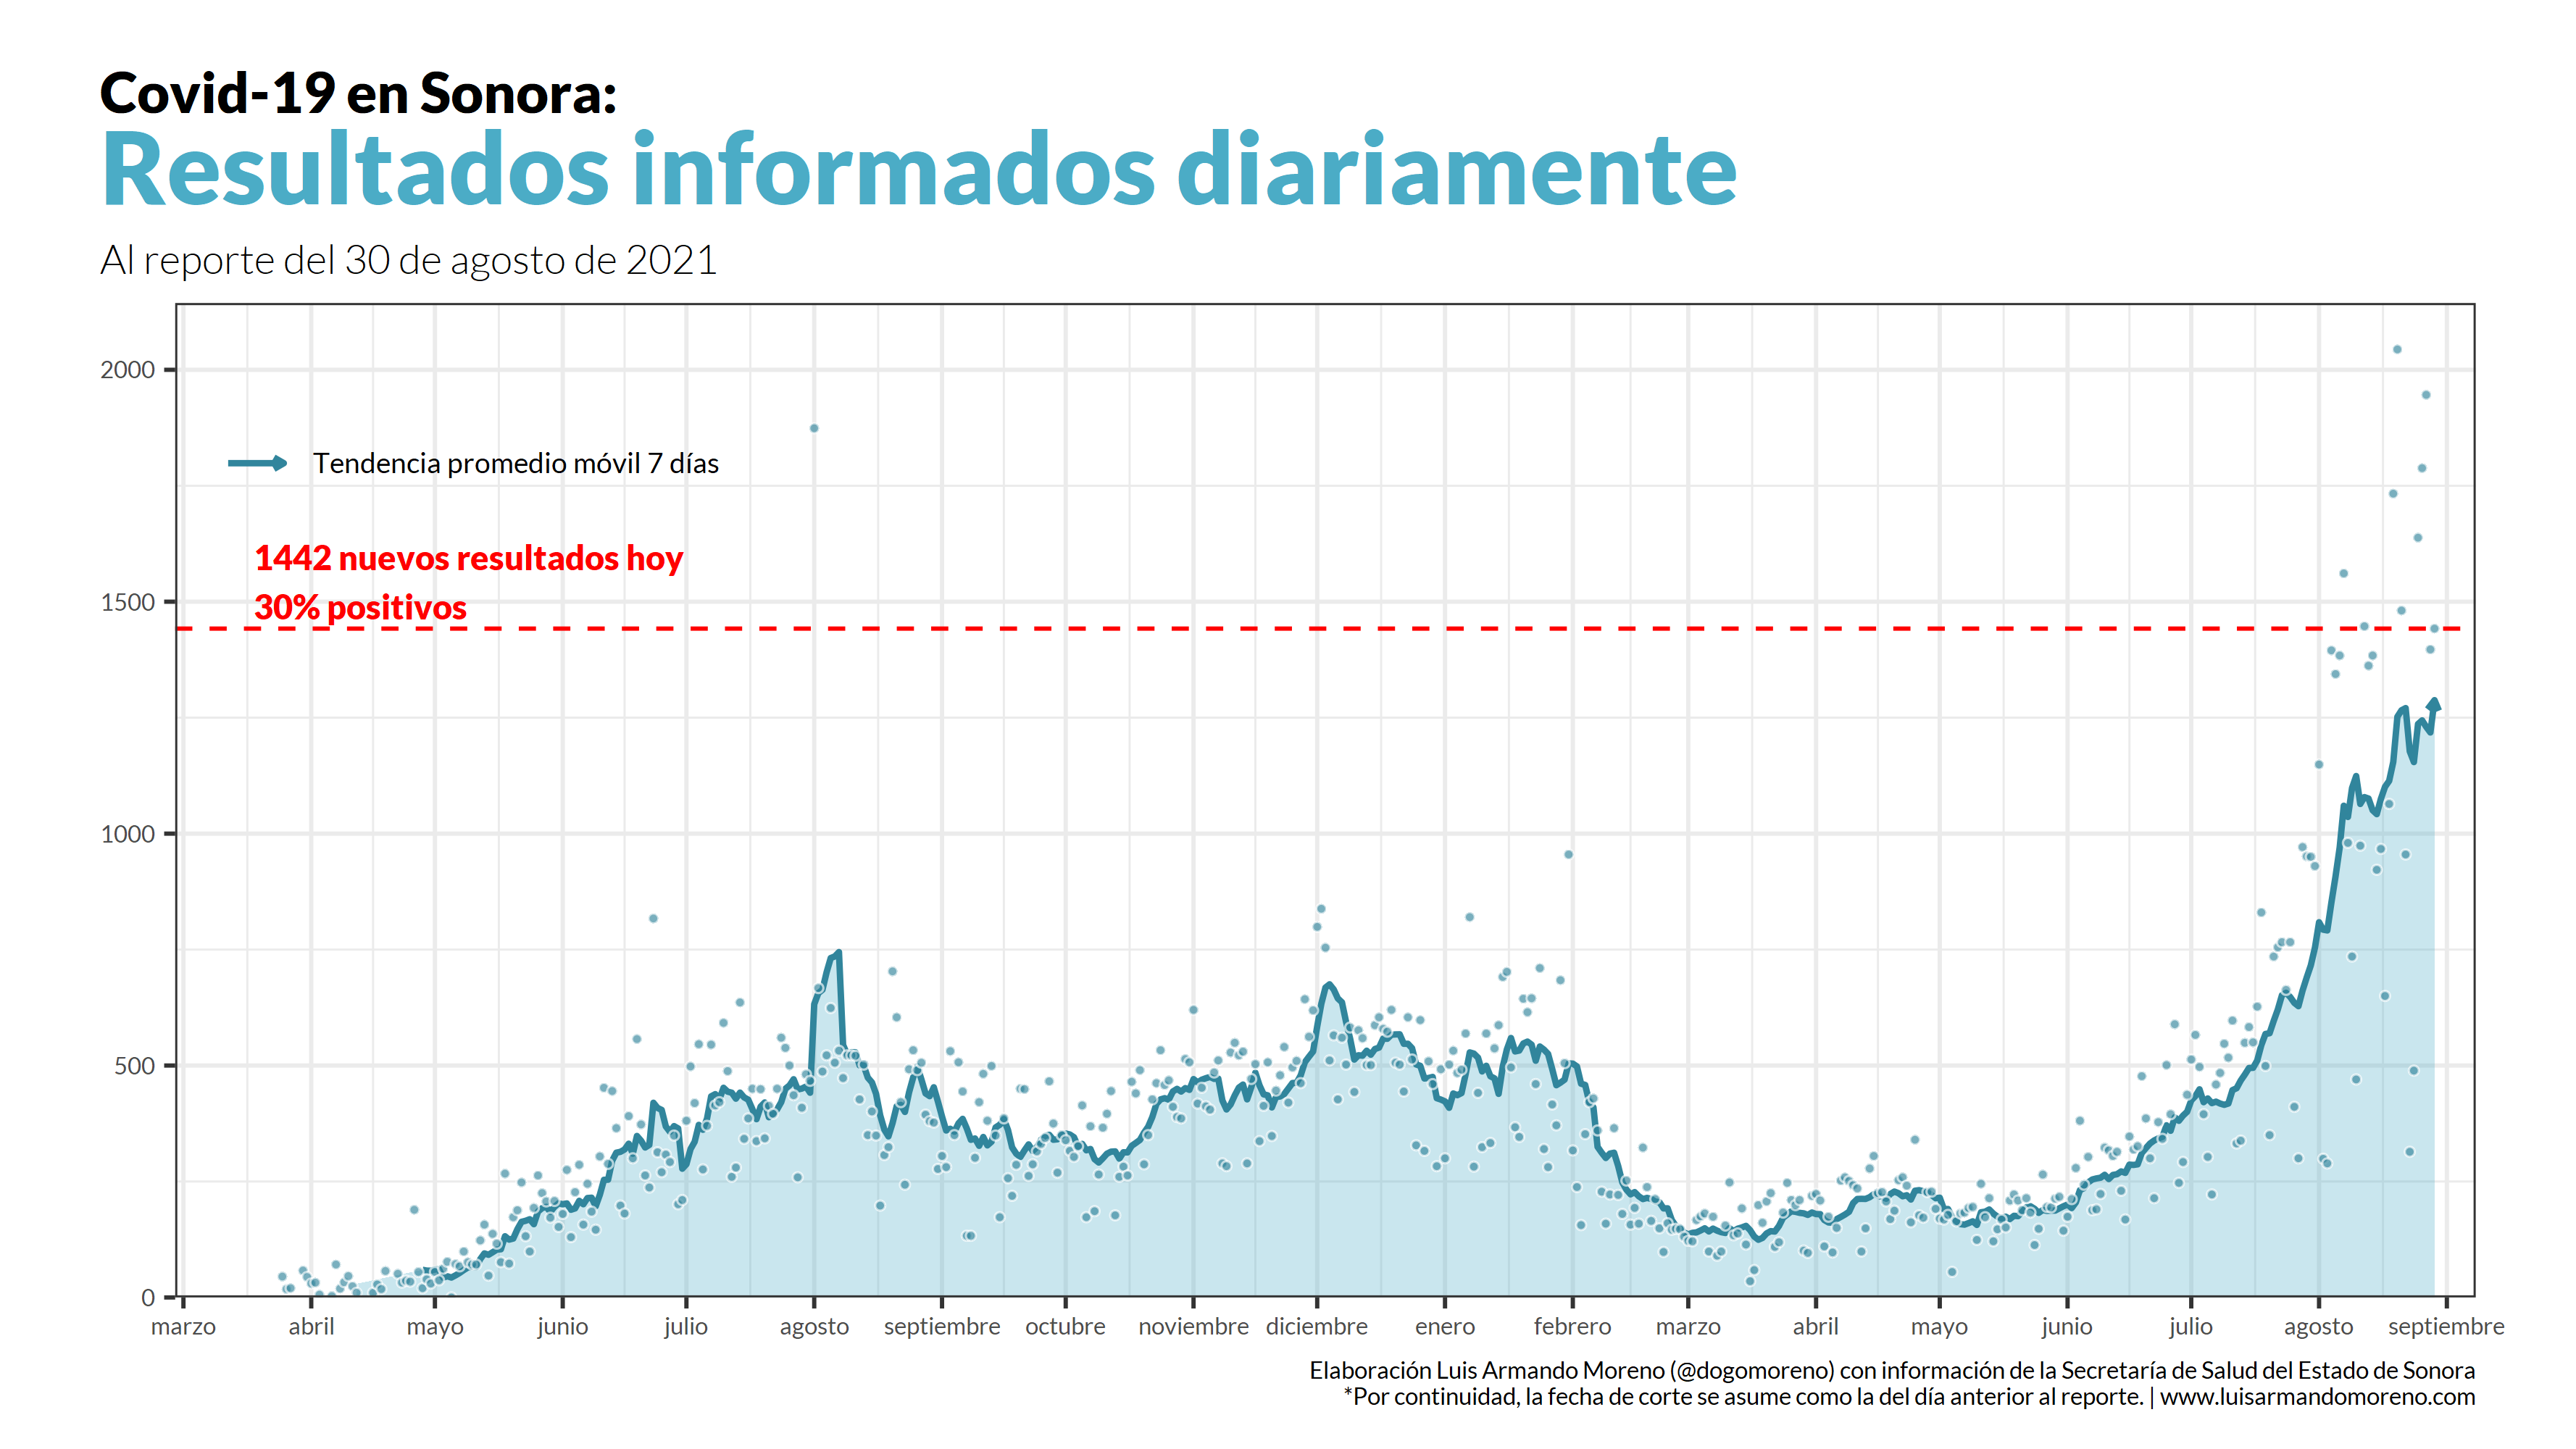 Covid-19 en Sonora:
Resultados informados diariamente
Al reporte del 30 de agosto de 2021
2000
Tendencia promedio móvil 7 días
1442 nuevos resultados hoy
1500
30% positivos
1000
500
0
marzo abril mayo junio julio agosto septiembre octubre noviembre diciembre enero febrero marzo abril mayo junio julio agosto septiembre
Elaboración Luis Armando Moreno (@dogomoreno) con información de la Secretaría de Salud del Estado de Sonora
*Por continuidad, la fecha de corte se asume como la del día anterior al reporte. | www.luisarmandomoreno.com